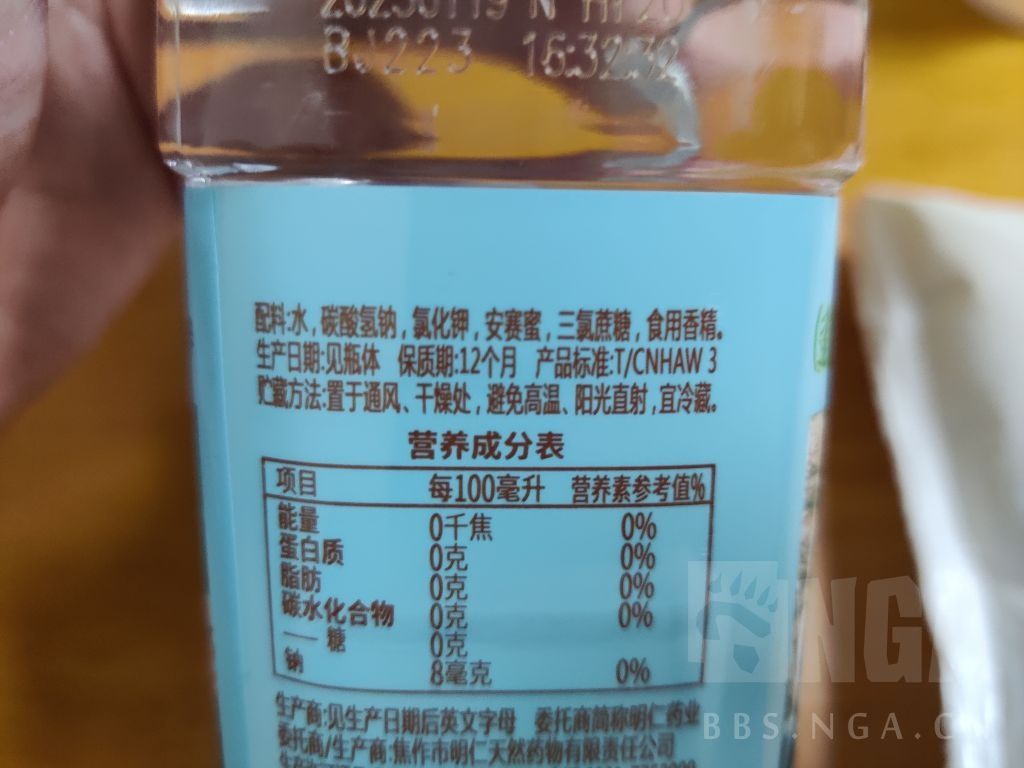 20230119 N
BJ223 16:32:32
配料:水,碳酸氢钠,氯化钾,安赛蜜,三氯蔗糖,食用香精。
生产日期:见瓶体 保质期:12个月 产品标准:T/CNHAW 3
贮藏方法:置于通风、干燥处,避免高温、阳光直射,宜冷藏。
营养成分表
项目 每100毫升 营养素参考值%
能量 0千焦 0%
蛋白质 0克 0%
脂肪 0克 0%
碳水化合物 0克 0%
—— 糖 0克
钠 8毫克 0%
生产商:见生产日期后英文字母 委托商简称明仁药业
委托商/生产商:焦作市明仁天然药物有限责任公司
NGA
BBS.NGA.CN